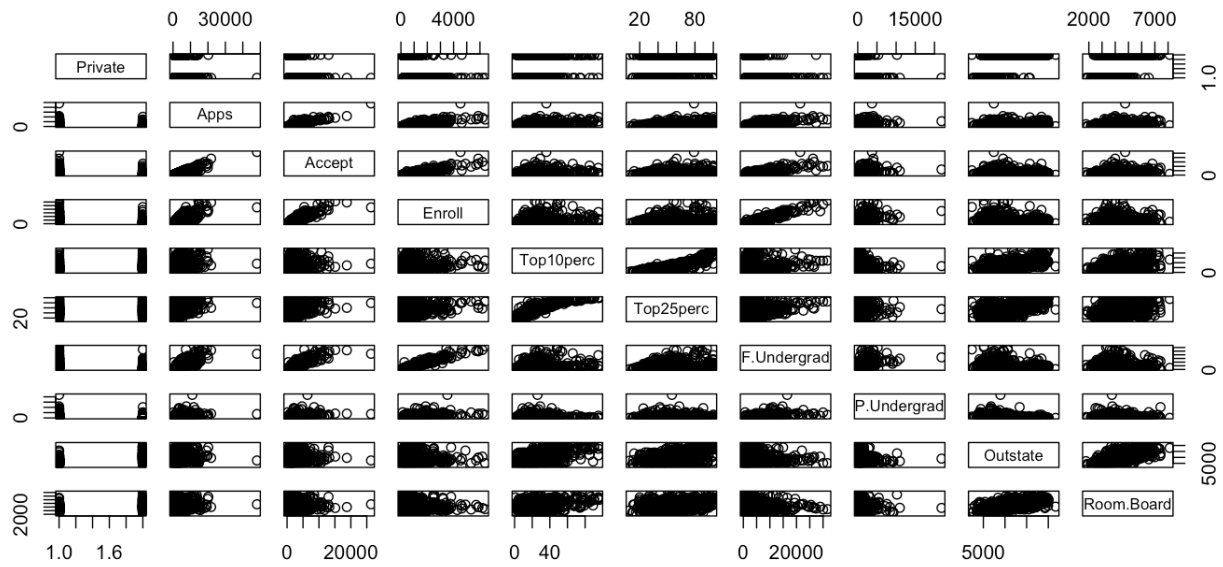 0 30000 0 4000 20 80 0 15000 2000 7000
Private 1.0
0 Apps
Accept 0
0 Enroll
Top10perc 0
20 Top25perc
F.Undergrad 0
0 P.Undergrad
Outstate 5000
2000 Room.Board
1.0 1.6 0 20000 0 40 0 20000 5000